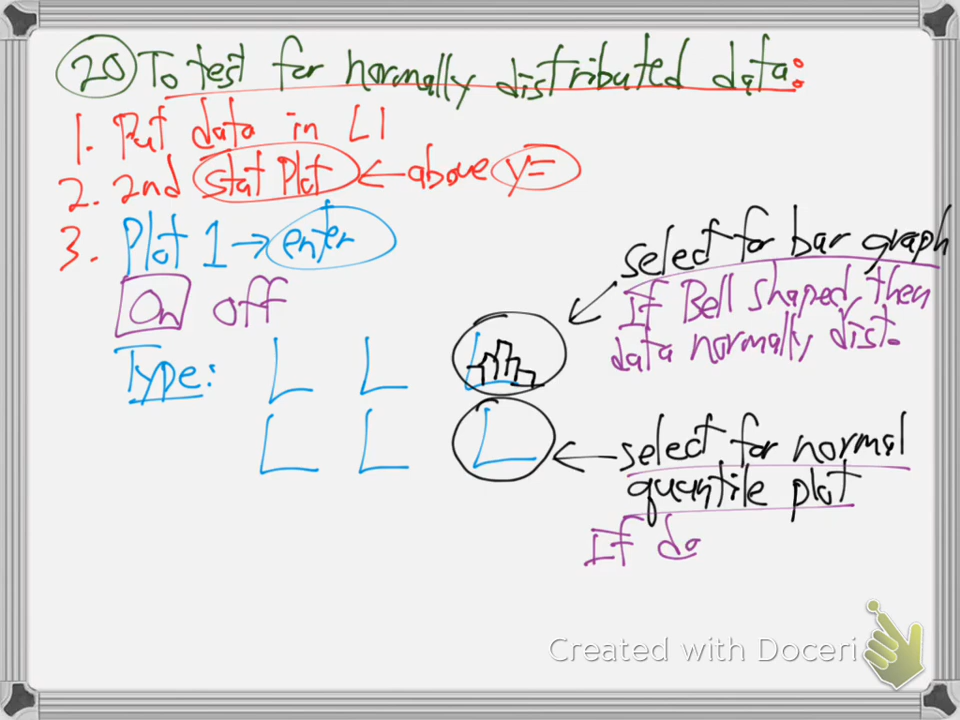 20 To test for normally distributed data:
1. Put data in L1
2. 2nd stat Plot ← above y=
3. Plot 1 → enter
On off
Type:
select for bar graph
If Bell shaped, then
data normally dist.
select for normal
quantile plot
If do
Created with Doceri